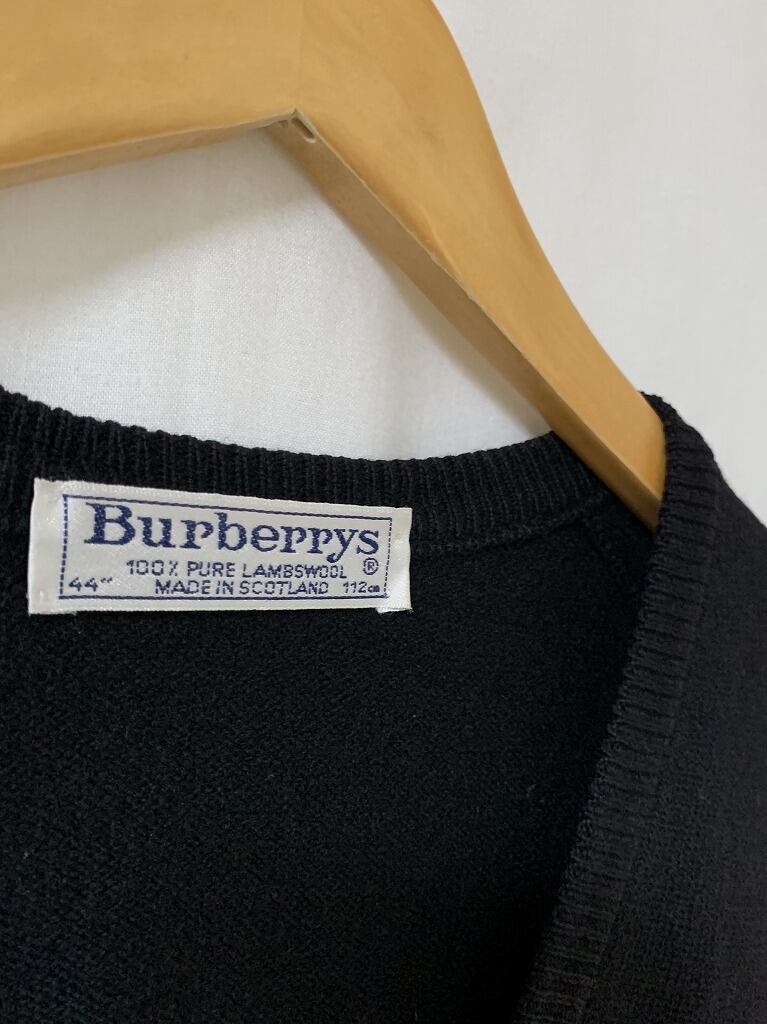 Burberrys
100% PURE LAMBSWOOL ®
44" MADE IN SCOTLAND 112cm